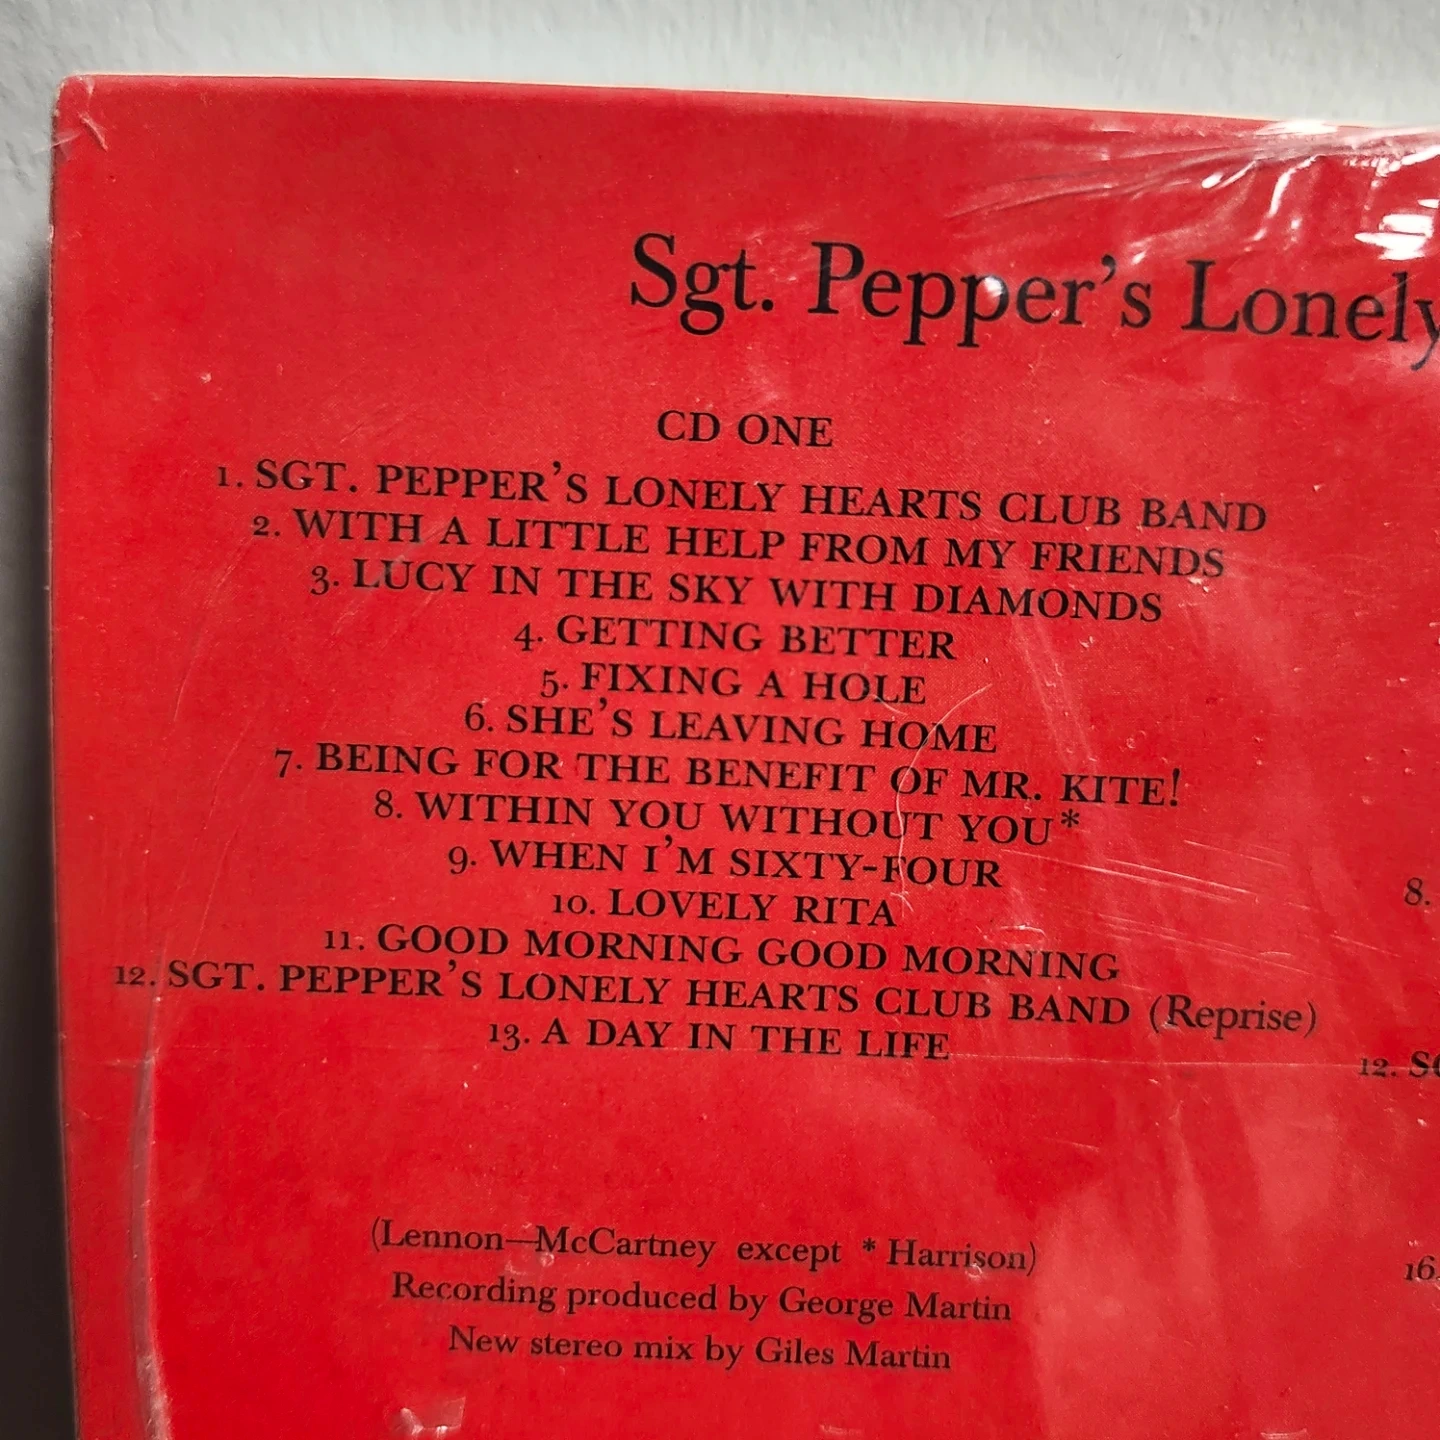 Sgt. Pepper's Lonely
CD ONE
1. SGT. PEPPER'S LONELY HEARTS CLUB BAND
2. WITH A LITTLE HELP FROM MY FRIENDS
3. LUCY IN THE SKY WITH DIAMONDS
4. GETTING BETTER
5. FIXING A HOLE
6. SHE'S LEAVING HOME
7. BEING FOR THE BENEFIT OF MR. KITE!
8. WITHIN YOU WITHOUT YOU*
9. WHEN I'M SIXTY-FOUR
10. LOVELY RITA
11. GOOD MORNING GOOD MORNING
12. SGT. PEPPER'S LONELY HEARTS CLUB BAND (Reprise)
13. A DAY IN THE LIFE
(Lennon—McCartney except * Harrison)
Recording produced by George Martin
New stereo mix by Giles Martin
8.
12.
16.